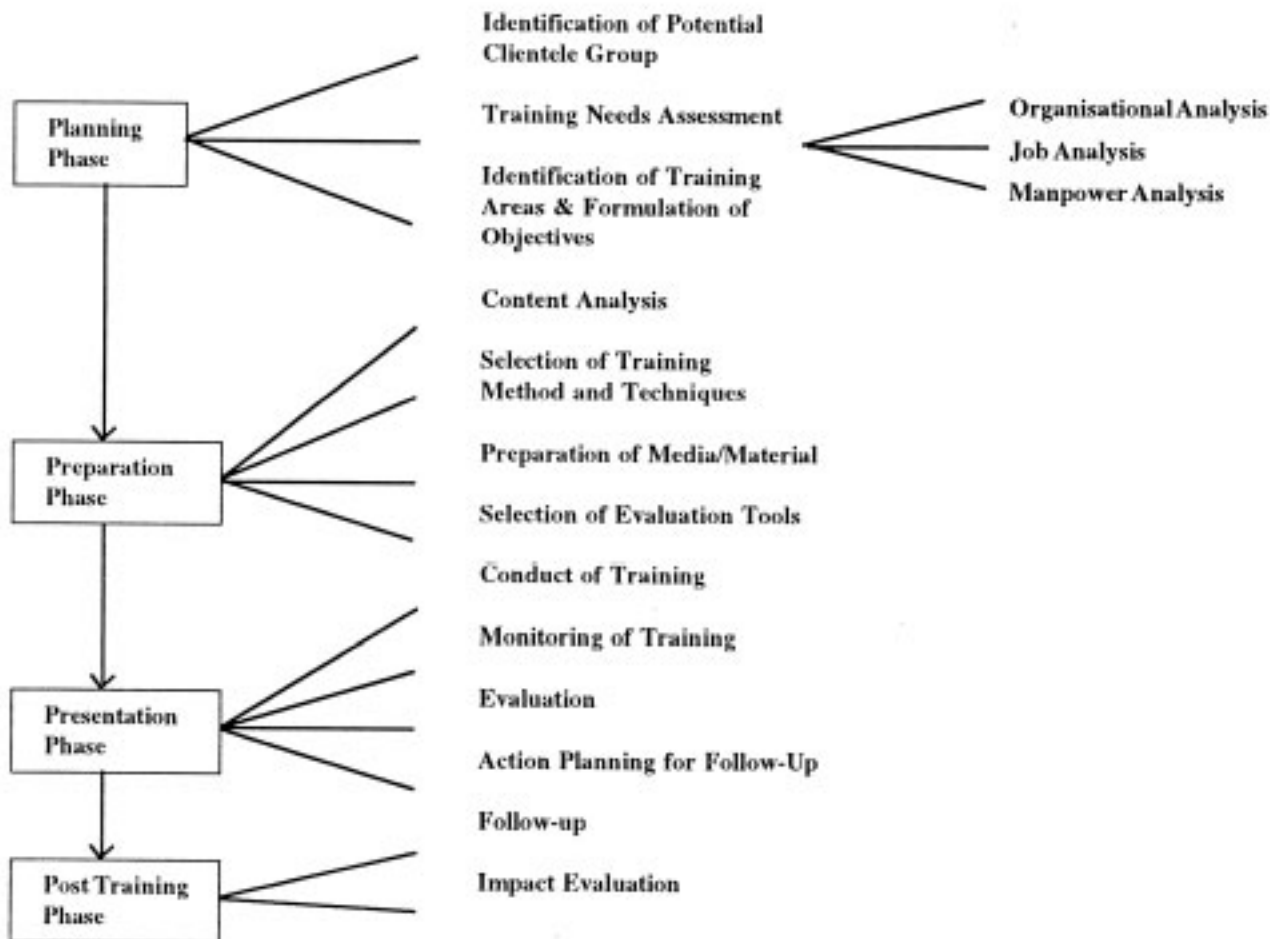 Identification of Potential
Clientele Group
Planning
Phase
Training Needs Assessment
Organisational Analysis
Job Analysis
Manpower Analysis
Identification of Training
Areas & Formulation of
Objectives
Content Analysis
Selection of Training
Method and Techniques
Preparation
Phase
Preparation of Media/Material
Selection of Evaluation Tools
Conduct of Training
Monitoring of Training
Presentation
Phase
Evaluation
Action Planning for Follow-Up
Follow-up
Post Training
Phase
Impact Evaluation